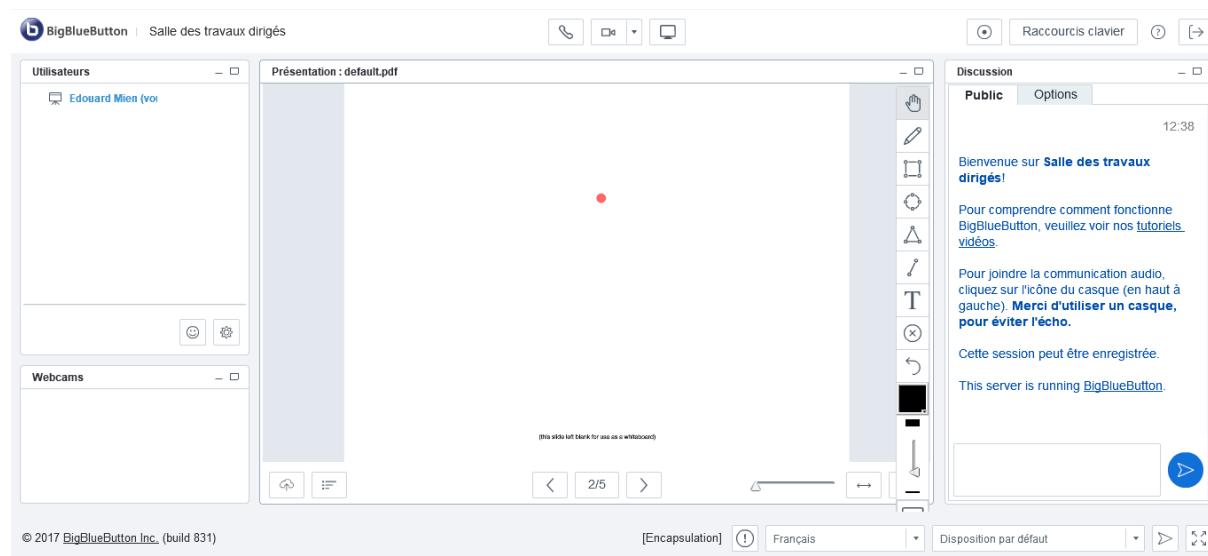 BigBlueButton Salle des travaux dirigés
Raccourcis clavier
Utilisateurs
Edouard Mien (vou
Webcams
Présentation : default.pdf
(this slide left blank for use as a whiteboard)
T
2/5
Discussion
Public Options
12:38
Bienvenue sur Salle des travaux
dirigés!
Pour comprendre comment fonctionne
BigBlueButton, veuillez voir nos tutoriels
vidéos.
Pour joindre la communication audio,
cliquez sur l'icône du casque (en haut à
gauche). Merci d'utiliser un casque,
pour éviter l'écho.
Cette session peut être enregistrée.
This server is running BigBlueButton.
© 2017 BigBlueButton Inc. (build 831)
[Encapsulation]
Français
Disposition par défaut